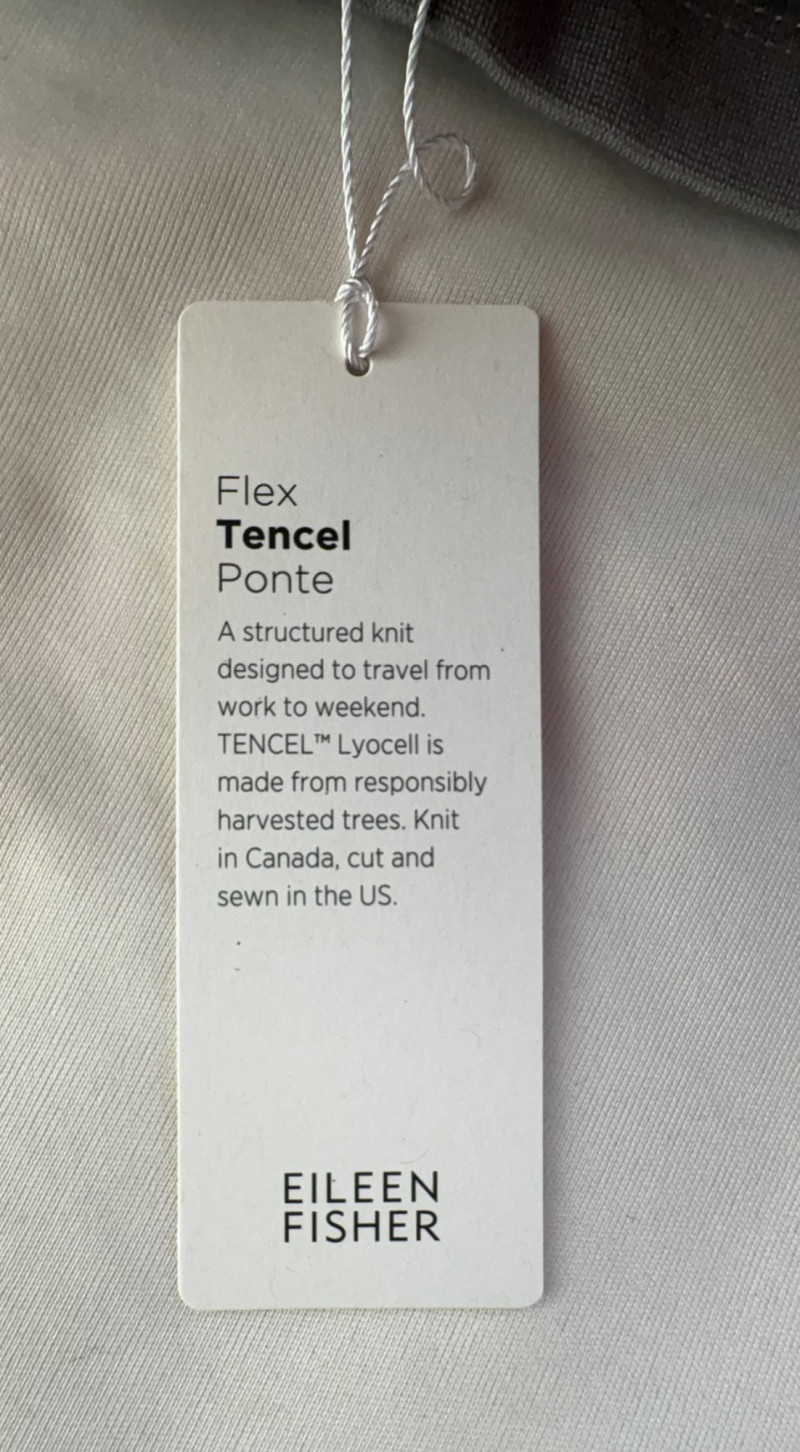 Flex
Tencel
Ponte
A structured knit
designed to travel from
work to weekend.
TENCEL™ Lyocell is
made from responsibly
harvested trees. Knit
in Canada, cut and
sewn in the US.
EILEEN
FISHER